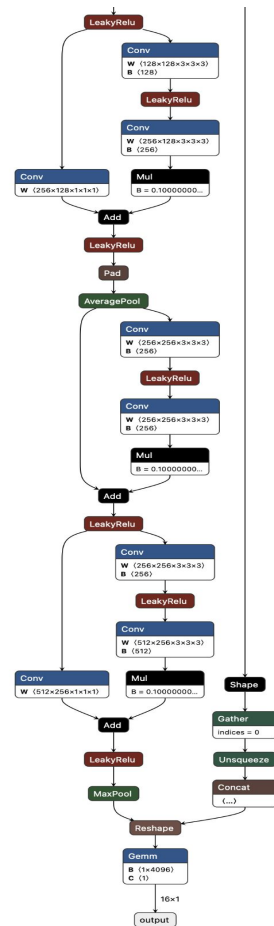 LeakyRelu
Conv
W ⟨128×128×3×3×3⟩
B ⟨128⟩
LeakyRelu
Conv
W ⟨256×128×3×3×3⟩
B ⟨256⟩
Conv
W ⟨256×128×1×1×1⟩
Mul
B = 0.10000000...
Add
LeakyRelu
Pad
AveragePool
Conv
W ⟨256×256×3×3×3⟩
B ⟨256⟩
LeakyRelu
Conv
W ⟨256×256×3×3×3⟩
B ⟨256⟩
Mul
B = 0.10000000...
Add
LeakyRelu
Conv
W ⟨256×256×3×3×3⟩
B ⟨256⟩
LeakyRelu
Conv
W ⟨512×256×3×3×3⟩
B ⟨512⟩
Conv
W ⟨512×256×1×1×1⟩
Mul
B = 0.10000000...
Shape
Add
Gather
indices = 0
LeakyRelu
Unsqueeze
MaxPool
Concat
⟨...⟩
Reshape
Gemm
B ⟨1×4096⟩
C ⟨1⟩
16×1
output